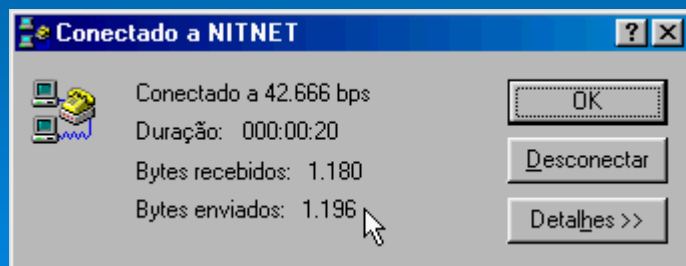 Conectado a NITNET
Conectado a 42.666 bps
Duração: 000:00:20
Bytes recebidos: 1.180
Bytes enviados: 1.196
OK
Desconectar
Detalhes >>